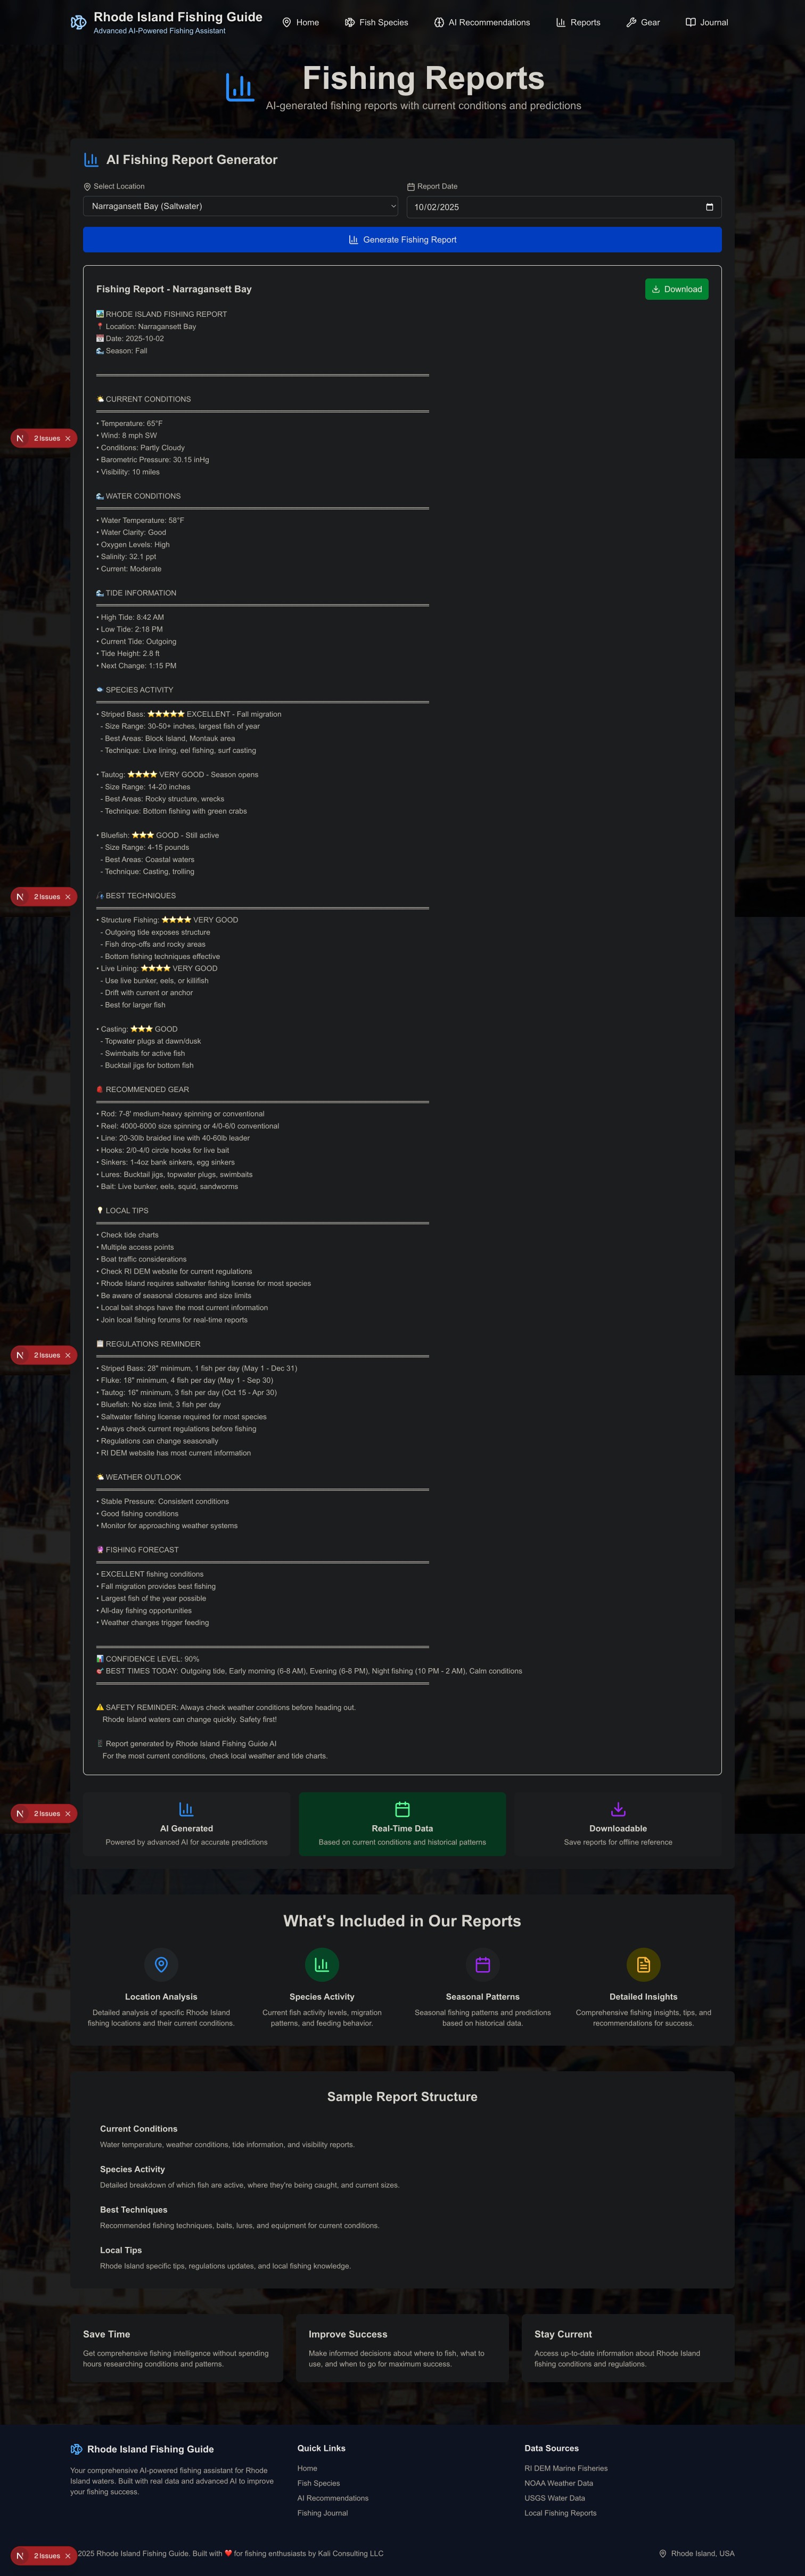 Rhode Island Fishing Guide
Advanced AI-Powered Fishing Assistant
Home
Fish Species
AI Recommendations
Reports
Gear
Journal
Fishing Reports
AI-generated fishing reports with current conditions and predictions
AI Fishing Report Generator
Select Location
Report Date
Narragansett Bay (Saltwater)
10/02/2025
Generate Fishing Report
Fishing Report - Narragansett Bay
Download
🏞️ RHODE ISLAND FISHING REPORT
📍 Location: Narragansett Bay
📅 Date: 2025-10-02
🌊 Season: Fall
🌤️ CURRENT CONDITIONS
• Temperature: 65°F
• Wind: 8 mph SW
• Conditions: Partly Cloudy
• Barometric Pressure: 30.15 inHg
• Visibility: 10 miles
🌊 WATER CONDITIONS
• Water Temperature: 58°F
• Water Clarity: Good
• Oxygen Levels: High
• Salinity: 32.1 ppt
• Current: Moderate
🌊 TIDE INFORMATION
• High Tide: 8:42 AM
• Low Tide: 2:18 PM
• Current Tide: Outgoing
• Tide Height: 2.8 ft
• Next Change: 1:15 PM
🐟 SPECIES ACTIVITY
• Striped Bass: ⭐⭐⭐⭐⭐ EXCELLENT - Fall migration
- Size Range: 30-50+ inches, largest fish of year
- Best Areas: Block Island, Montauk area
- Technique: Live lining, eel fishing, surf casting
• Tautog: ⭐⭐⭐⭐ VERY GOOD - Season opens
- Size Range: 14-20 inches
- Best Areas: Rocky structure, wrecks
- Technique: Bottom fishing with green crabs
• Bluefish: ⭐⭐⭐ GOOD - Still active
- Size Range: 4-15 pounds
- Best Areas: Coastal waters
- Technique: Casting, trolling
🎣 BEST TECHNIQUES
• Structure Fishing: ⭐⭐⭐⭐ VERY GOOD
- Outgoing tide exposes structure
- Fish drop-offs and rocky areas
- Bottom fishing techniques effective
• Live Lining: ⭐⭐⭐⭐ VERY GOOD
- Use live bunker, eels, or killifish
- Drift with current or anchor
- Best for larger fish
• Casting: ⭐⭐⭐ GOOD
- Topwater plugs at dawn/dusk
- Swimbaits for active fish
- Bucktail jigs for bottom fish
🎒 RECOMMENDED GEAR
• Rod: 7-8' medium-heavy spinning or conventional
• Reel: 4000-6000 size spinning or 4/0-6/0 conventional
• Line: 20-30lb braided line with 40-60lb leader
• Hooks: 2/0-4/0 circle hooks for live bait
• Sinkers: 1-4oz bank sinkers, egg sinkers
• Lures: Bucktail jigs, topwater plugs, swimbaits
• Bait: Live bunker, eels, squid, sandworms
💡 LOCAL TIPS
• Check tide charts
• Multiple access points
• Boat traffic considerations
• Check RI DEM website for current regulations
• Rhode Island requires saltwater fishing license for most species
• Be aware of seasonal closures and size limits
• Local bait shops have the most current information
• Join local fishing forums for real-time reports
📋 REGULATIONS REMINDER
• Striped Bass: 28" minimum, 1 fish per day (May 1 - Dec 31)
• Fluke: 18" minimum, 4 fish per day (May 1 - Sep 30)
• Tautog: 16" minimum, 3 fish per day (Oct 15 - Apr 30)
• Bluefish: No size limit, 3 fish per day
• Saltwater fishing license required for most species
• Always check current regulations before fishing
• Regulations can change seasonally
• RI DEM website has most current information
🌤️ WEATHER OUTLOOK
• Stable Pressure: Consistent conditions
• Good fishing conditions
• Monitor for approaching weather systems
🔮 FISHING FORECAST
• EXCELLENT fishing conditions
• Fall migration provides best fishing
• Largest fish of the year possible
• All-day fishing opportunities
• Weather changes trigger feeding
📊 CONFIDENCE LEVEL: 90%
🎯 BEST TIMES TODAY: Outgoing tide, Early morning (6-8 AM), Evening (6-8 PM), Night fishing (10 PM - 2 AM), Calm conditions
⚠️ SAFETY REMINDER: Always check weather conditions before heading out.
Rhode Island waters can change quickly. Safety first!
📱 Report generated by Rhode Island Fishing Guide AI
For the most current conditions, check local weather and tide charts.
AI Generated
Powered by advanced AI for accurate predictions
Real-Time Data
Based on current conditions and historical patterns
Downloadable
Save reports for offline reference
What's Included in Our Reports
Location Analysis
Detailed analysis of specific Rhode Island
fishing locations and their current conditions.
Species Activity
Current fish activity levels, migration
patterns, and feeding behavior.
Seasonal Patterns
Seasonal fishing patterns and predictions
based on historical data.
Detailed Insights
Comprehensive fishing insights, tips, and
recommendations for success.
Sample Report Structure
Current Conditions
Water temperature, weather conditions, tide information, and visibility reports.
Species Activity
Detailed breakdown of which fish are active, where they're being caught, and current sizes.
Best Techniques
Recommended fishing techniques, baits, lures, and equipment for current conditions.
Local Tips
Rhode Island specific tips, regulations updates, and local fishing knowledge.
Save Time
Get comprehensive fishing intelligence without spending
hours researching conditions and patterns.
Improve Success
Make informed decisions about where to fish, what to
use, and when to go for maximum success.
Stay Current
Access up-to-date information about Rhode Island
fishing conditions and regulations.
Rhode Island Fishing Guide
Your comprehensive AI-powered fishing assistant for Rhode
Island waters. Built with real data and advanced AI to improve
your fishing success.
Quick Links
Home
Fish Species
AI Recommendations
Fishing Journal
Data Sources
RI DEM Marine Fisheries
NOAA Weather Data
USGS Water Data
Local Fishing Reports
2025 Rhode Island Fishing Guide. Built with ❤️ for fishing enthusiasts by Kali Consulting LLC
Rhode Island, USA
N 2 Issues ×
N 2 Issues ×
N 2 Issues ×
N 2 Issues ×
N 2 Issues ×